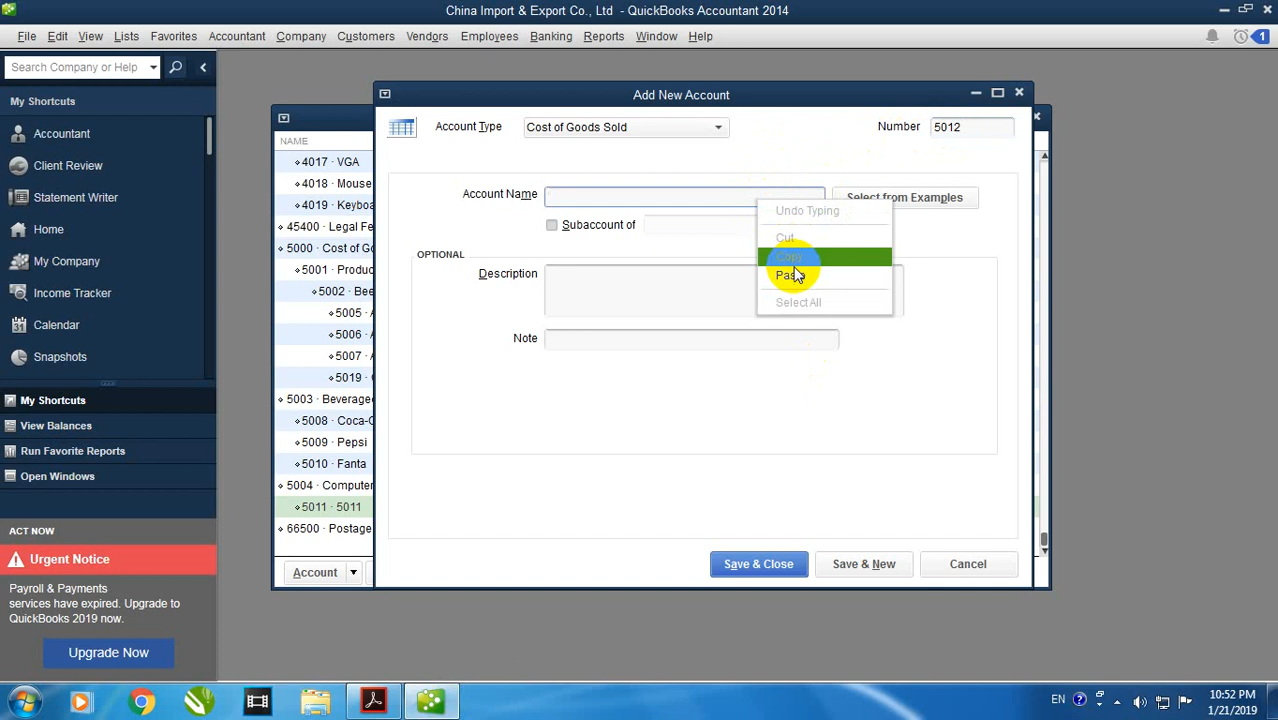 China Import & Export Co., Ltd - QuickBooks Accountant 2014
File Edit View Lists Favorites Accountant Company Customers Vendors Employees Banking Reports Window Help
1
Search Company or Help
My Shortcuts
Accountant
Client Review
Statement Writer
Home
My Company
Income Tracker
Calendar
Snapshots
My Shortcuts
View Balances
Run Favorite Reports
Open Windows
ACT NOW
Urgent Notice
Payroll & Payments
services have expired. Upgrade to
QuickBooks 2019 now.
Upgrade Now
NAME
4017 · VGA
4018 · Mouse
4019 · Keyboa
45400 · Legal Fe
5000 · Cost of G
5001 · Produc
5002 · Bee
5005 · A
5006 · A
5007 · A
5019 · C
5003 · Beverage
5008 · Coca-C
5009 · Pepsi
5010 · Fanta
5004 · Computer
5011 · 5011
66500 · Postage
Account
Add New Account
Account Type Cost of Goods Sold Number 5012
Account Name Select from Examples
Subaccount of
OPTIONAL
Description
Note
Undo Typing
Cut
Copy
Paste
Select All
Save & Close Save & New Cancel
EN
10:52 PM
1/21/2019